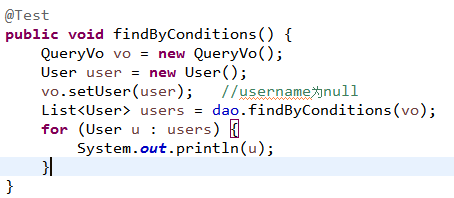 @Test
public void findByConditions() {
    QueryVo vo = new QueryVo();
    User user = new User();
    vo.setUser(user);   //username为null
    List<User> users = dao.findByConditions(vo);
    for (User u : users) {
        System.out.println(u);
    }
}